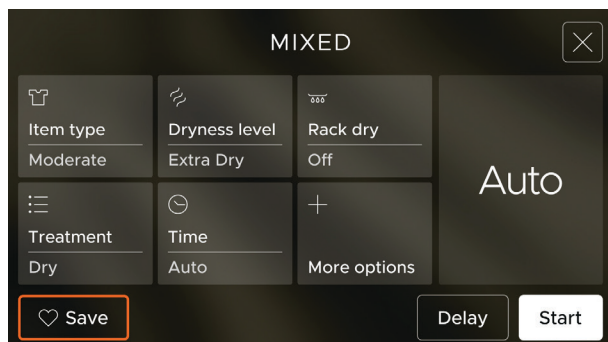 MIXED
Item type
Moderate
Dryness level
Extra Dry
Rack dry
Off
Auto
Treatment
Dry
Time
Auto
More options
Save
Delay
Start